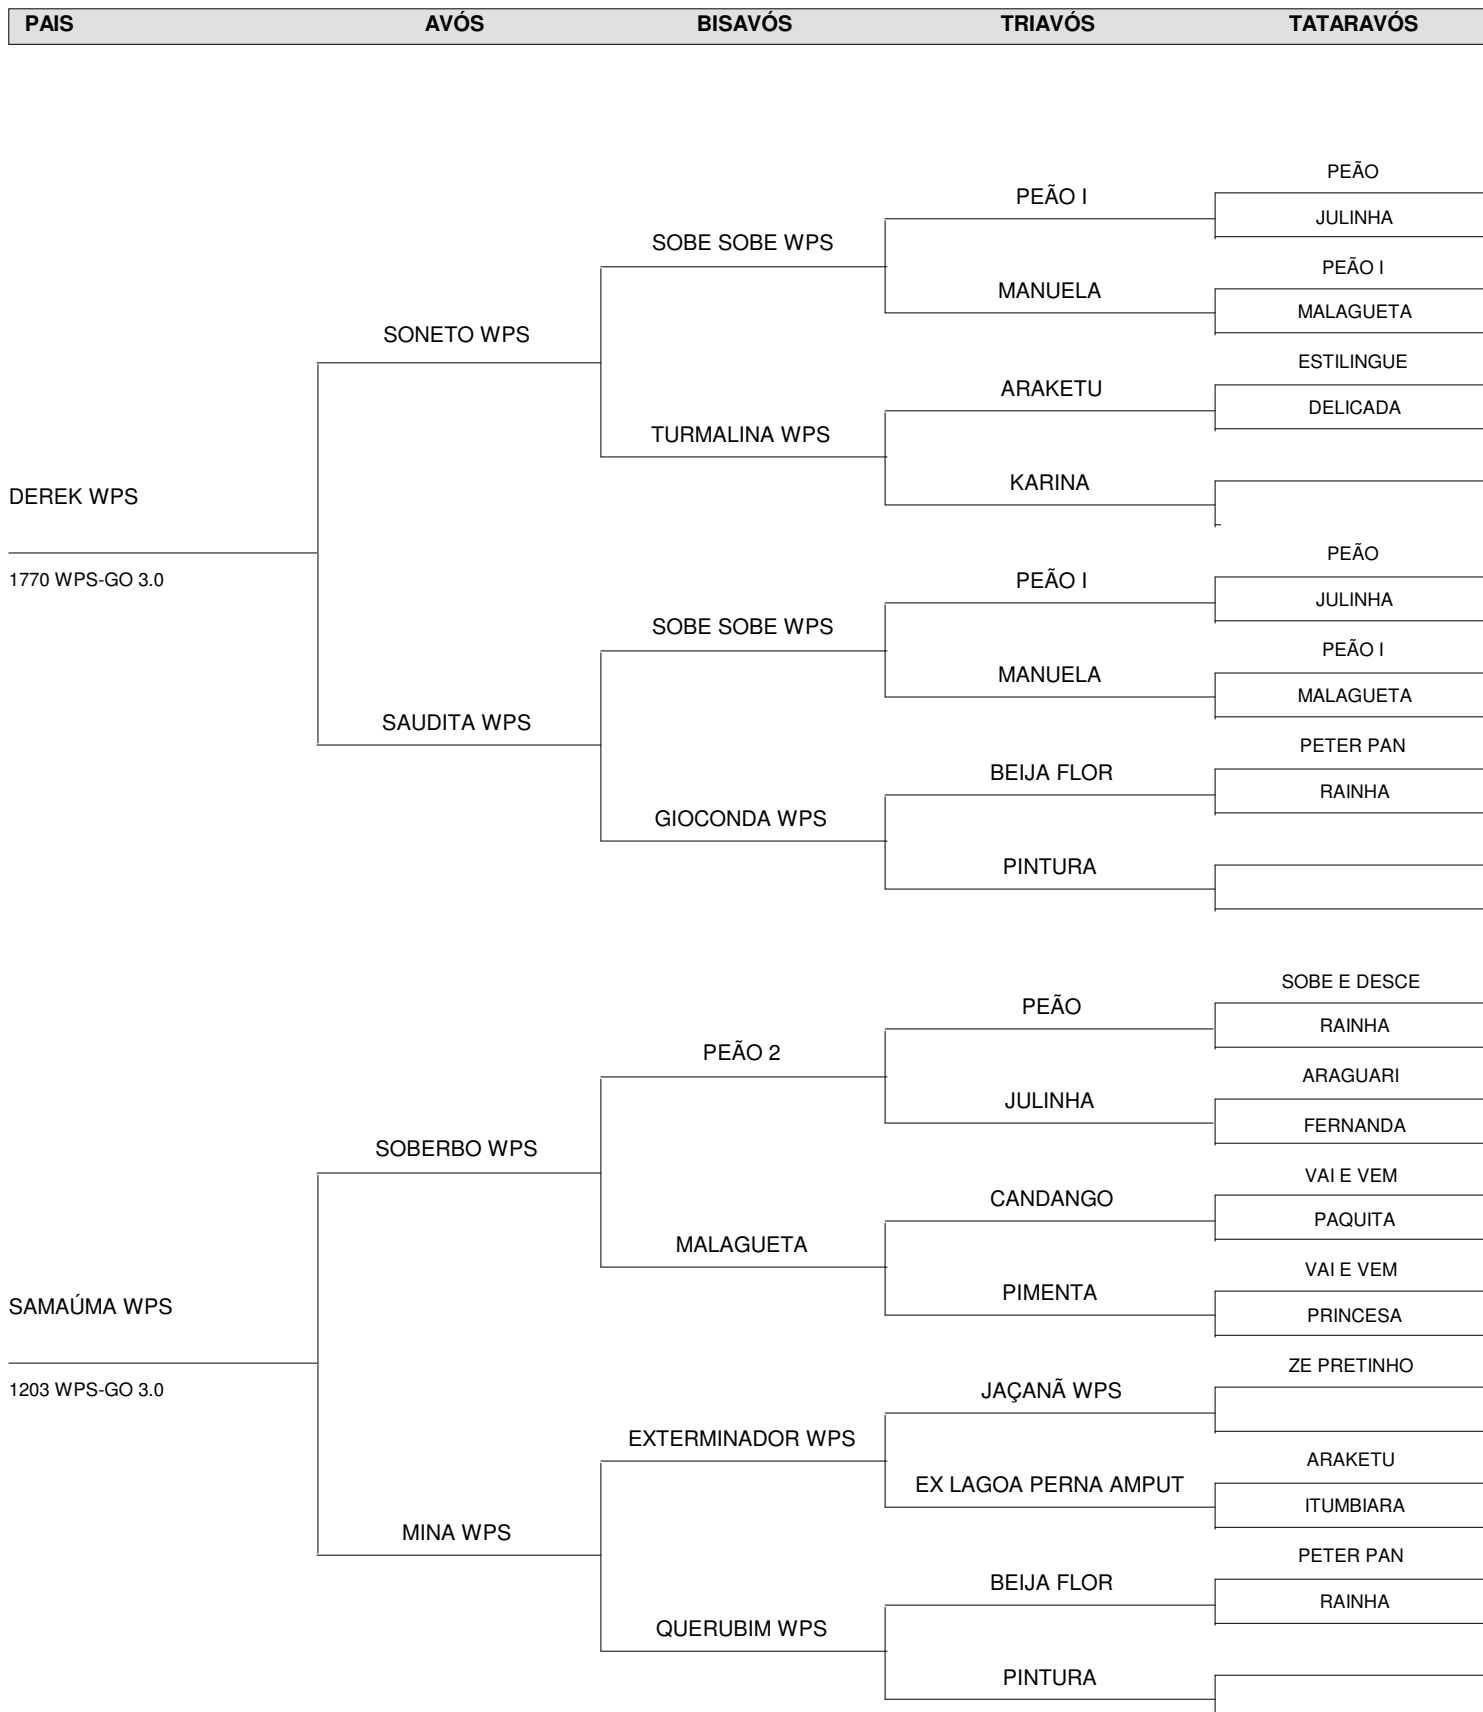 PAIS AVÓS BISAVÓS TRIAVÓS TATARAVÓS
PEÃO
PEÃO I
JULINHA
SOBE SOBE WPS
PEÃO I
MANUELA
MALAGUETA
SONETO WPS
ESTILINGUE
ARAKETU
DELICADA
TURMALINA WPS
KARINA
DEREK WPS
PEÃO
1770 WPS-GO 3.0
PEÃO I
JULINHA
SOBE SOBE WPS
PEÃO I
MANUELA
MALAGUETA
SAUDITA WPS
PETER PAN
BEIJA FLOR
RAINHA
GIOCONDA WPS
PINTURA
SOBE E DESCE
PEÃO
RAINHA
PEÃO 2
ARAGUARI
JULINHA
FERNANDA
SOBERBO WPS
VAI E VEM
CANDANGO
PAQUITA
MALAGUETA
VAI E VEM
PIMENTA
SAMAÚMA WPS
PRINCESA
ZE PRETINHO
1203 WPS-GO 3.0
JAÇANÃ WPS
EXTERMINADOR WPS
ARAKETU
EX LAGOA PERNA AMPUT
ITUMBIARA
MINA WPS
PETER PAN
BEIJA FLOR
RAINHA
QUERUBIM WPS
PINTURA